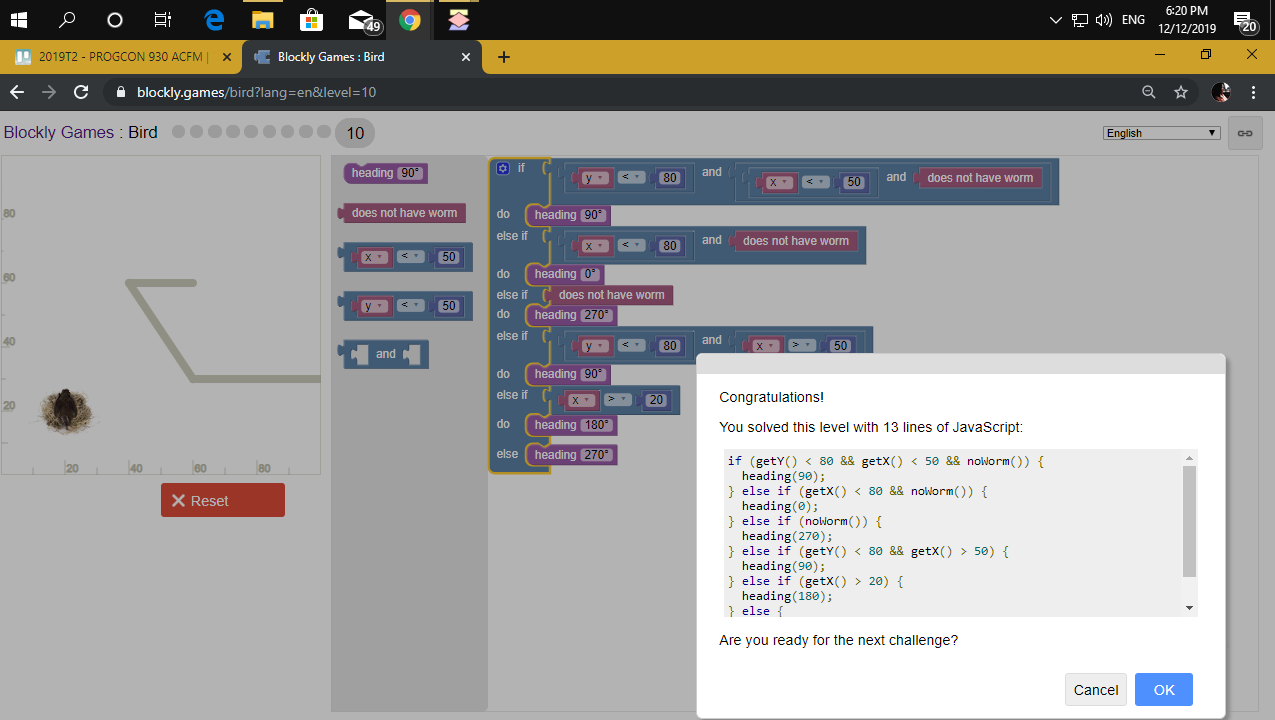 49
ENG
6:20 PM
12/12/2019
20
2019T2 - PROGCON 930 ACFM |
Blockly Games : Bird
blockly.games/bird?lang=en&level=10
Blockly Games : Bird
10
English
80
60
40
20
20
40
60
80
Reset
heading 90°
does not have worm
x < 50
y < 50
and
if y < 80 and x < 50 and does not have worm
do heading 90°
else if x < 80 and does not have worm
do heading 0°
else if does not have worm
do heading 270°
else if y < 80 and x > 50
do heading 90°
else if x > 20
do heading 180°
else heading 270°
Congratulations!
You solved this level with 13 lines of JavaScript:
if (getY() < 80 && getX() < 50 && noWorm()) {
heading(90);
} else if (getX() < 80 && noWorm()) {
heading(0);
} else if (noWorm()) {
heading(270);
} else if (getY() < 80 && getX() > 50) {
heading(90);
} else if (getX() > 20) {
heading(180);
} else {
Are you ready for the next challenge?
Cancel
OK